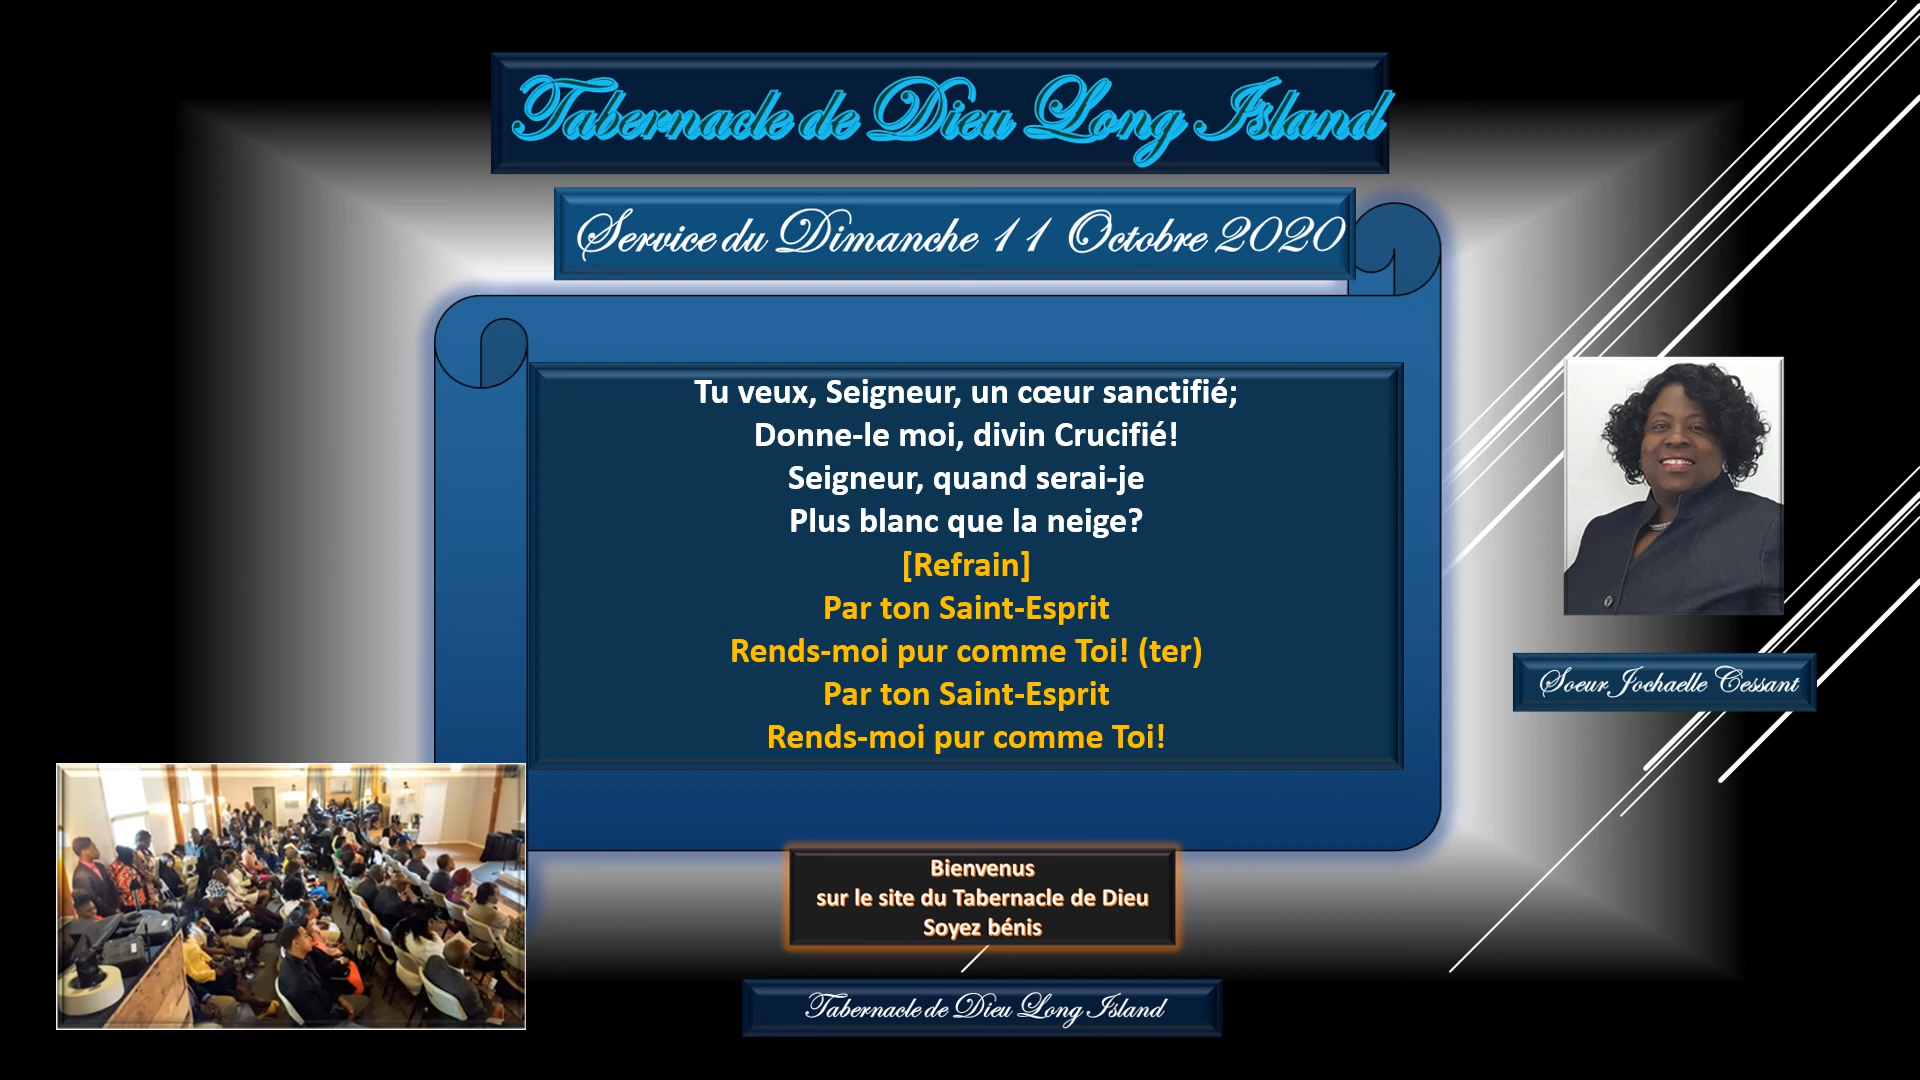 Tabernacle de Dieu Long Island
Service du Dimanche 11 Octobre 2020
Tu veux, Seigneur, un cœur sanctifié;
Donne-le moi, divin Crucifié!
Seigneur, quand serai-je
Plus blanc que la neige?
[Refrain]
Par ton Saint-Esprit
Rends-moi pur comme Toi! (ter)
Par ton Saint-Esprit
Rends-moi pur comme Toi!
Soeur Jochaelle Cessant
Bienvenus
sur le site du Tabernacle de Dieu
Soyez bénis
Tabernacle de Dieu Long Island